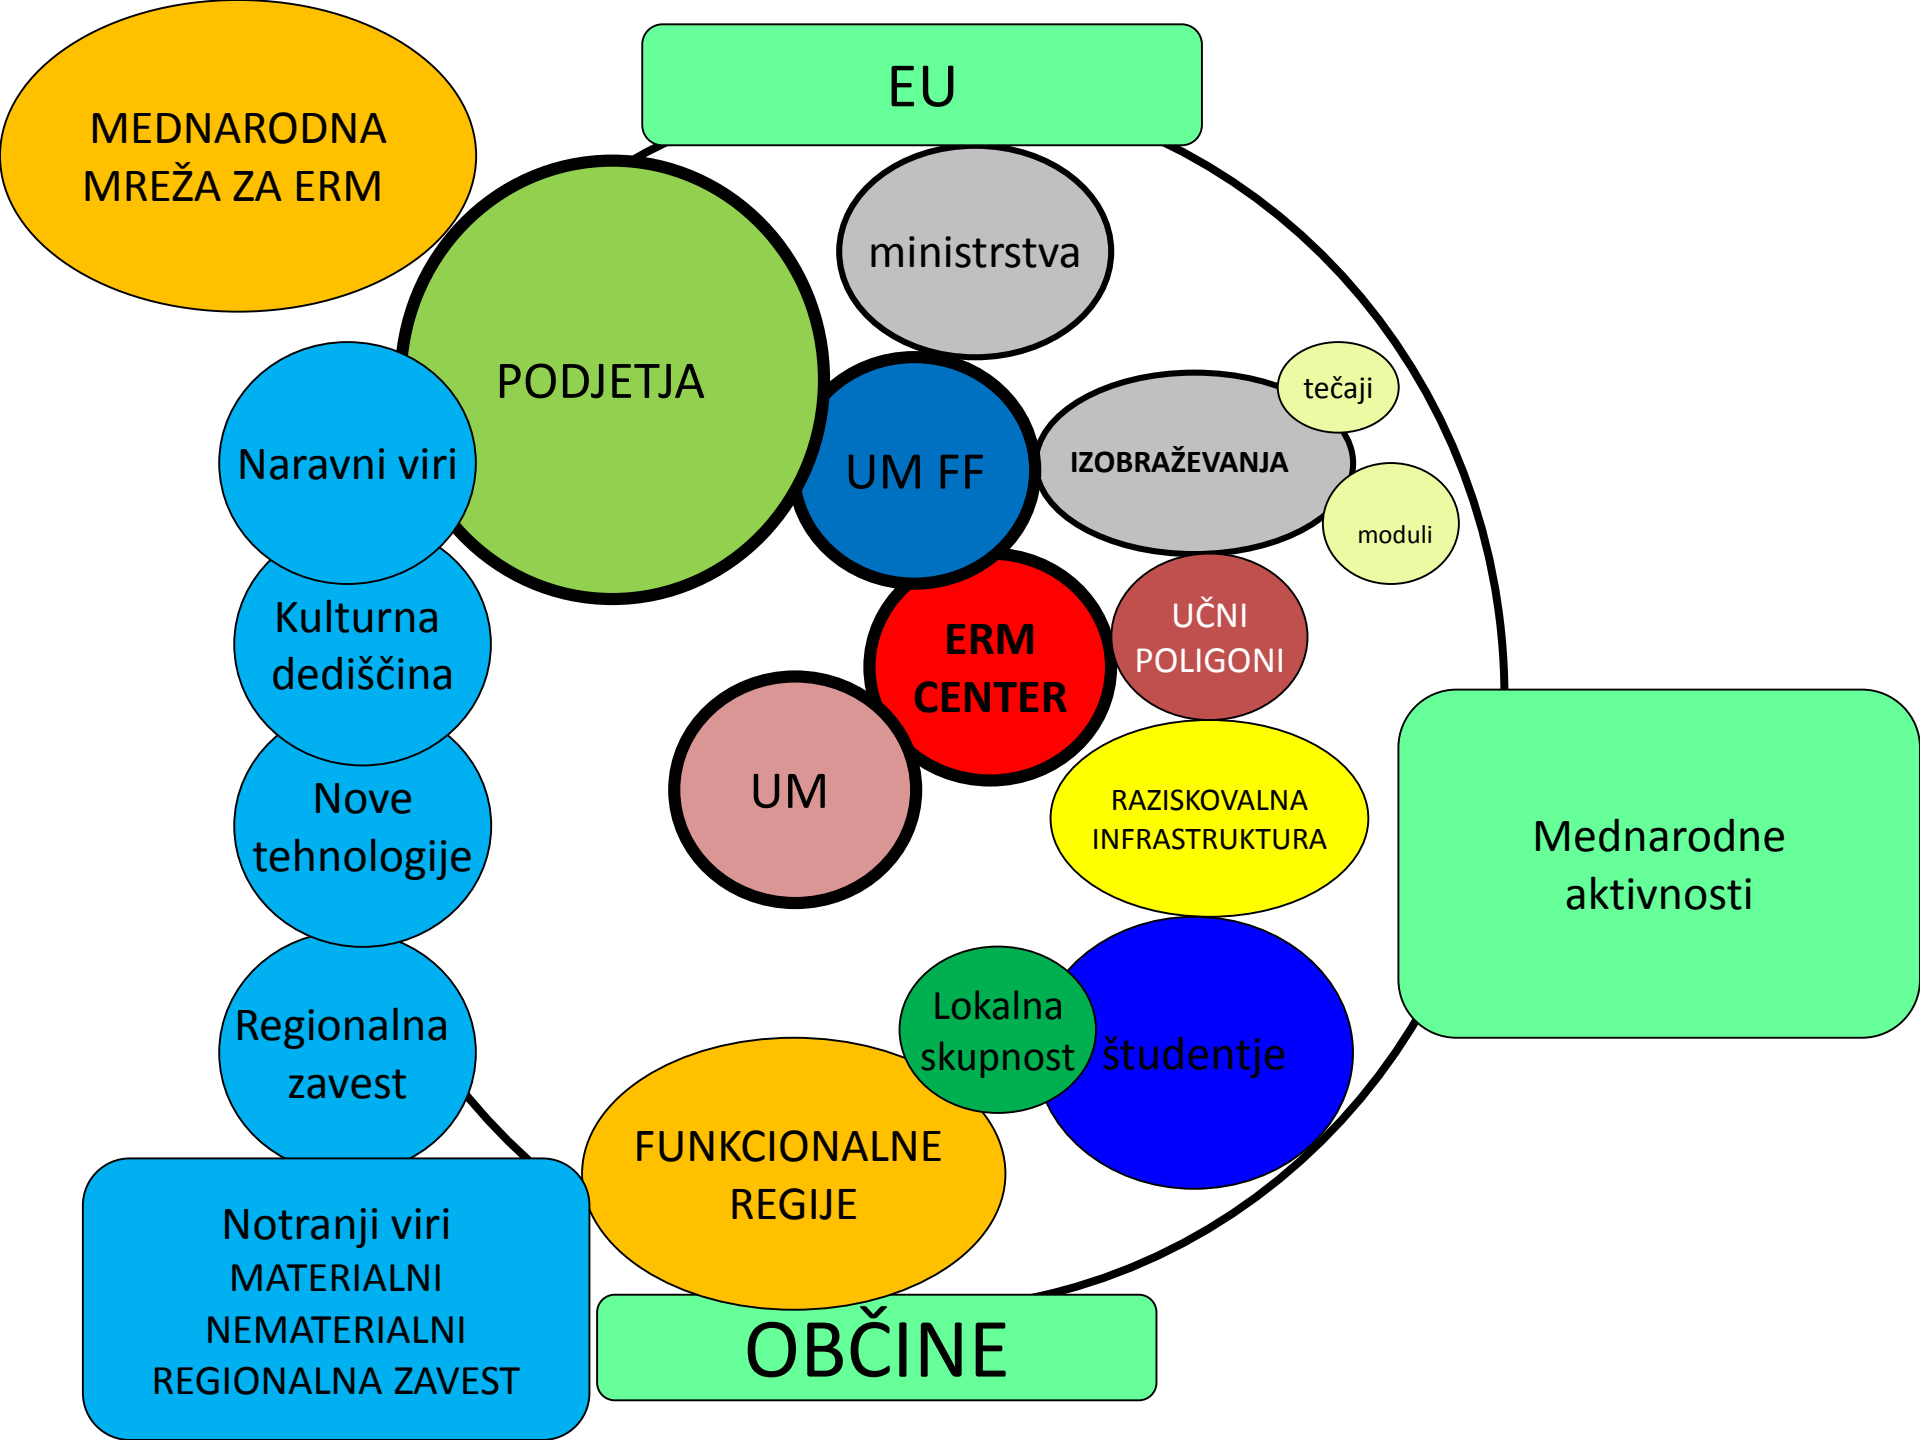 EU
MEDNARODNA
MREŽA ZA ERM
ministrstva
PODJETJA
tečaji
Naravni viri
UM FF
IZOBRAŽEVANJA
moduli
Kulturna
dediščina
ERM
CENTER
UČNI
POLIGONI
Nove
tehnologije
UM
RAZISKOVALNA
INFRASTRUKTURA
Mednarodne
aktivnosti
Regionalna
zavest
Lokalna
skupnost
študentje
FUNKCIONALNE
REGIJE
Notranji viri
MATERIALNI
NEMATERIALNI
REGIONALNA ZAVEST
OBČINE